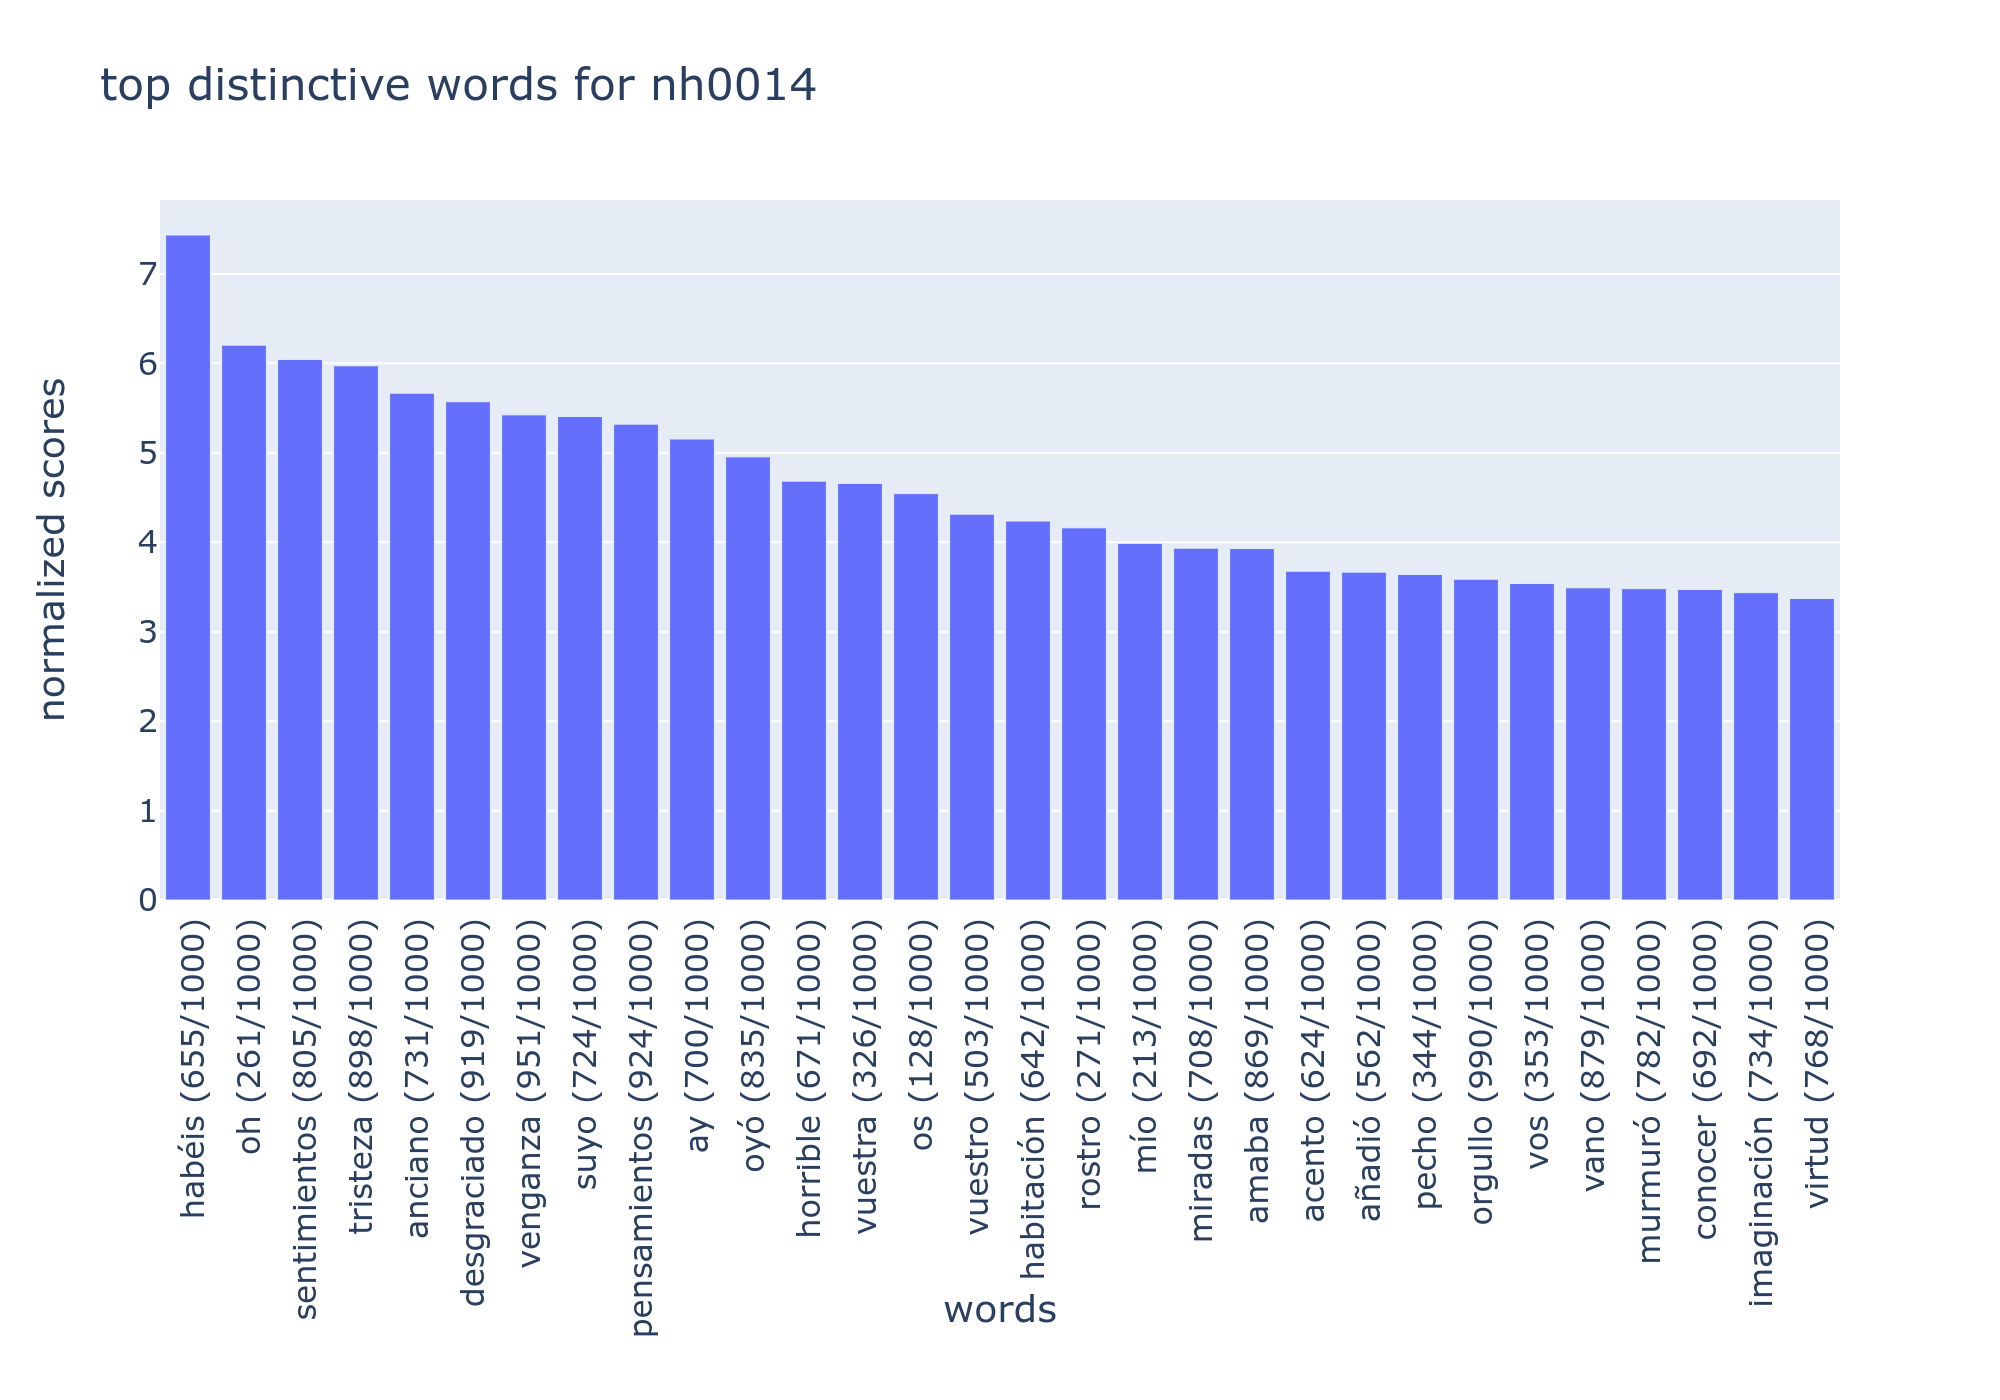 top distinctive words for nh0014
normalized scores
7
6
5
4
3
2
1
0
habéis (655/1000)
oh (261/1000)
sentimientos (805/1000)
tristeza (898/1000)
anciano (731/1000)
desgraciado (919/1000)
venganza (951/1000)
suyo (724/1000)
pensamientos (924/1000)
ay (700/1000)
oyó (835/1000)
horrible (671/1000)
vuestra (326/1000)
os (128/1000)
vuestro (503/1000)
habitación (642/1000)
rostro (271/1000)
mío (213/1000)
miradas (708/1000)
amaba (869/1000)
acento (624/1000)
añadió (562/1000)
pecho (344/1000)
orgullo (990/1000)
vos (353/1000)
vano (879/1000)
murmuró (782/1000)
conocer (692/1000)
imaginación (734/1000)
virtud (768/1000)
words